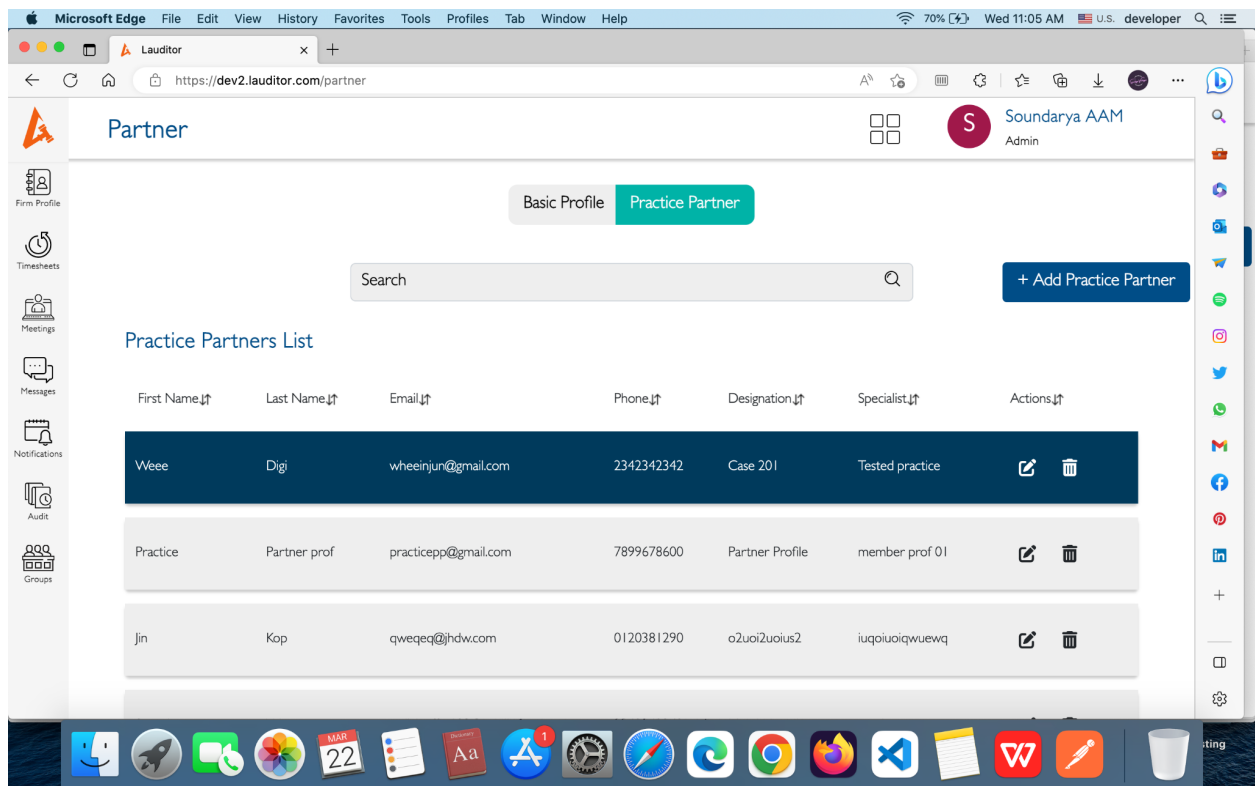 Microsoft Edge File Edit View History Favorites Tools Profiles Tab Window Help 70% Wed 11:05 AM U.S. developer
Lauditor
https://dev2.lauditor.com/partner
Partner
S
Soundarya AAM
Admin
Firm Profile
Timesheets
Meetings
Messages
Notifications
Audit
Groups
Basic Profile Practice Partner
Search
+ Add Practice Partner
Practice Partners List
First Name Last Name Email Phone Designation Specialist Actions
Weee Digi wheeinjun@gmail.com 2342342342 Case 201 Tested practice
Practice Partner prof practicepp@gmail.com 7899678600 Partner Profile member prof 01
Jin Kop qweqeq@jhdw.com 0120381290 o2uoi2uoius2 iuqoiuoiqwuewq
MAR
22
Dictionary
Aa
1
sting